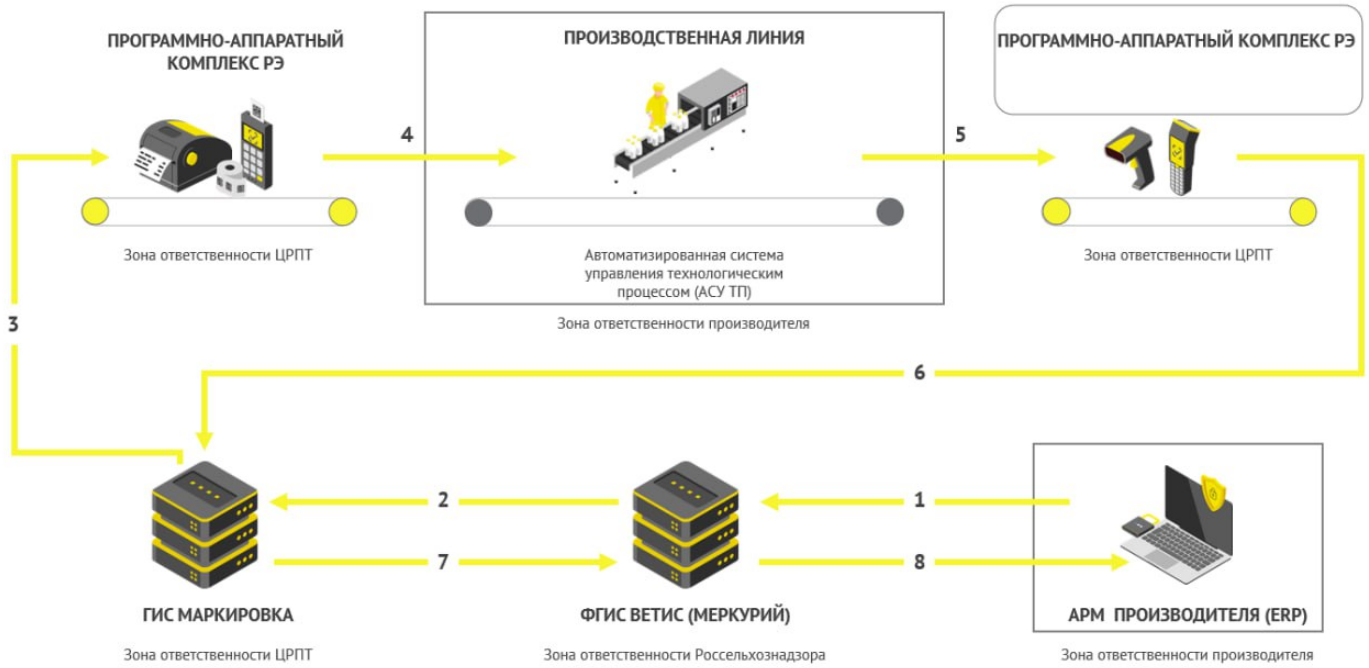 ПРОГРАММНО-АППАРАТНЫЙ
КОМПЛЕКС РЭ
ПРОИЗВОДСТВЕННАЯ ЛИНИЯ
ПРОГРАММНО-АППАРАТНЫЙ КОМПЛЕКС РЭ
4
5
Зона ответственности ЦРПТ
Автоматизированная система
управления технологическим
процессом (АСУ ТП)
Зона ответственности ЦРПТ
Зона ответственности производителя
3
6
2
1
7
8
ГИС МАРКИРОВКА
ФГИС ВЕТИС (МЕРКУРИЙ)
АРМ ПРОИЗВОДИТЕЛЯ (ERP)
Зона ответственности ЦРПТ
Зона ответственности Россельхознадзора
Зона ответственности производителя